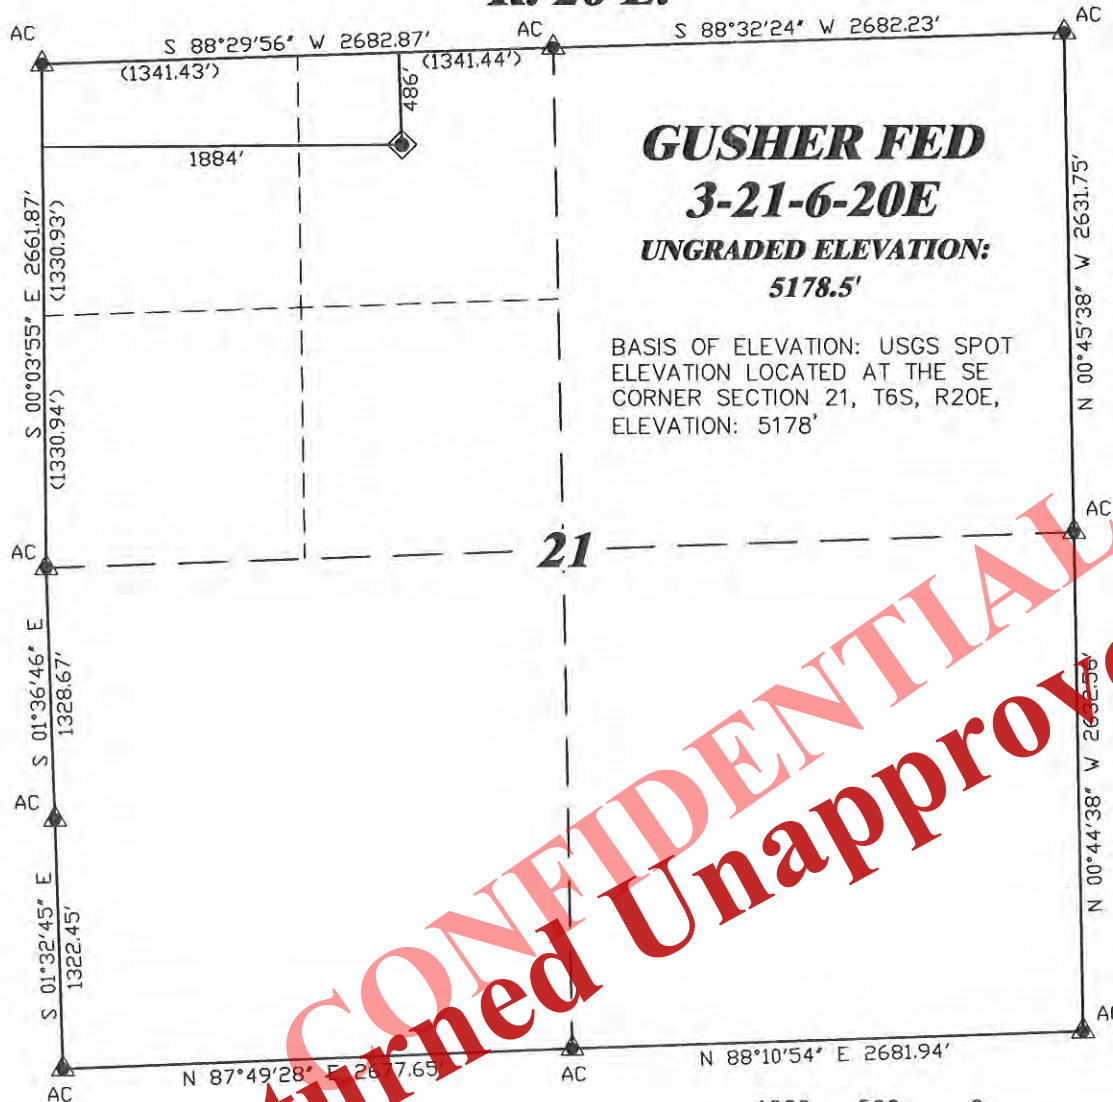 AC
S 88°29'56" W 2682.87'
AC
S 88°32'24" W 2682.23'
AC
(1341.43')
(1341.44')
486'
1884'
GUSHER FED
3-21-6-20E
UNGRADED ELEVATION:
5178.5'
BASIS OF ELEVATION: USGS SPOT
ELEVATION LOCATED AT THE SE
CORNER SECTION 21, T6S, R20E,
ELEVATION: 5178'
S 00°03'55" E 2661.87'
(1330.93')
(1330.94')
N 00°45'38" W 2631.75'
AC
AC
21
S 01°36'46" E
1328.67'
AC
S 01°32'45" E
1322.45'
N 00°44'38" W 2632.56'
CONFIDENTIAL
AC
N 87°49'28" E 2677.65'
AC
N 88°10'54" E 2681.94'
AC